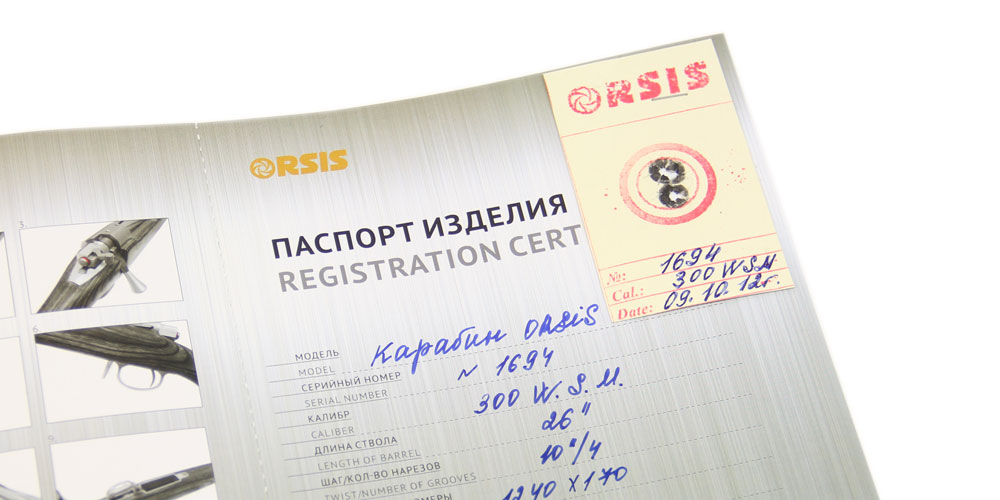 ORSIS
№: 1694
Cal.: 300 WSM
Date: 09.10.12г.
ORSIS
ПАСПОРТ ИЗДЕЛИЯ
REGISTRATION CERT
МОДЕЛЬ
MODEL
Карабин ORSiS
СЕРИЙНЫЙ НОМЕР
SERIAL NUMBER
N 1694
КАЛИБР
CALIBER
300 W.S.M.
ДЛИНА СТВОЛА
LENGTH OF BARREL
26"
ШАГ/КОЛ-ВО НАРЕЗОВ
TWIST/NUMBER OF GROOVES
10"/4
1240 x 170